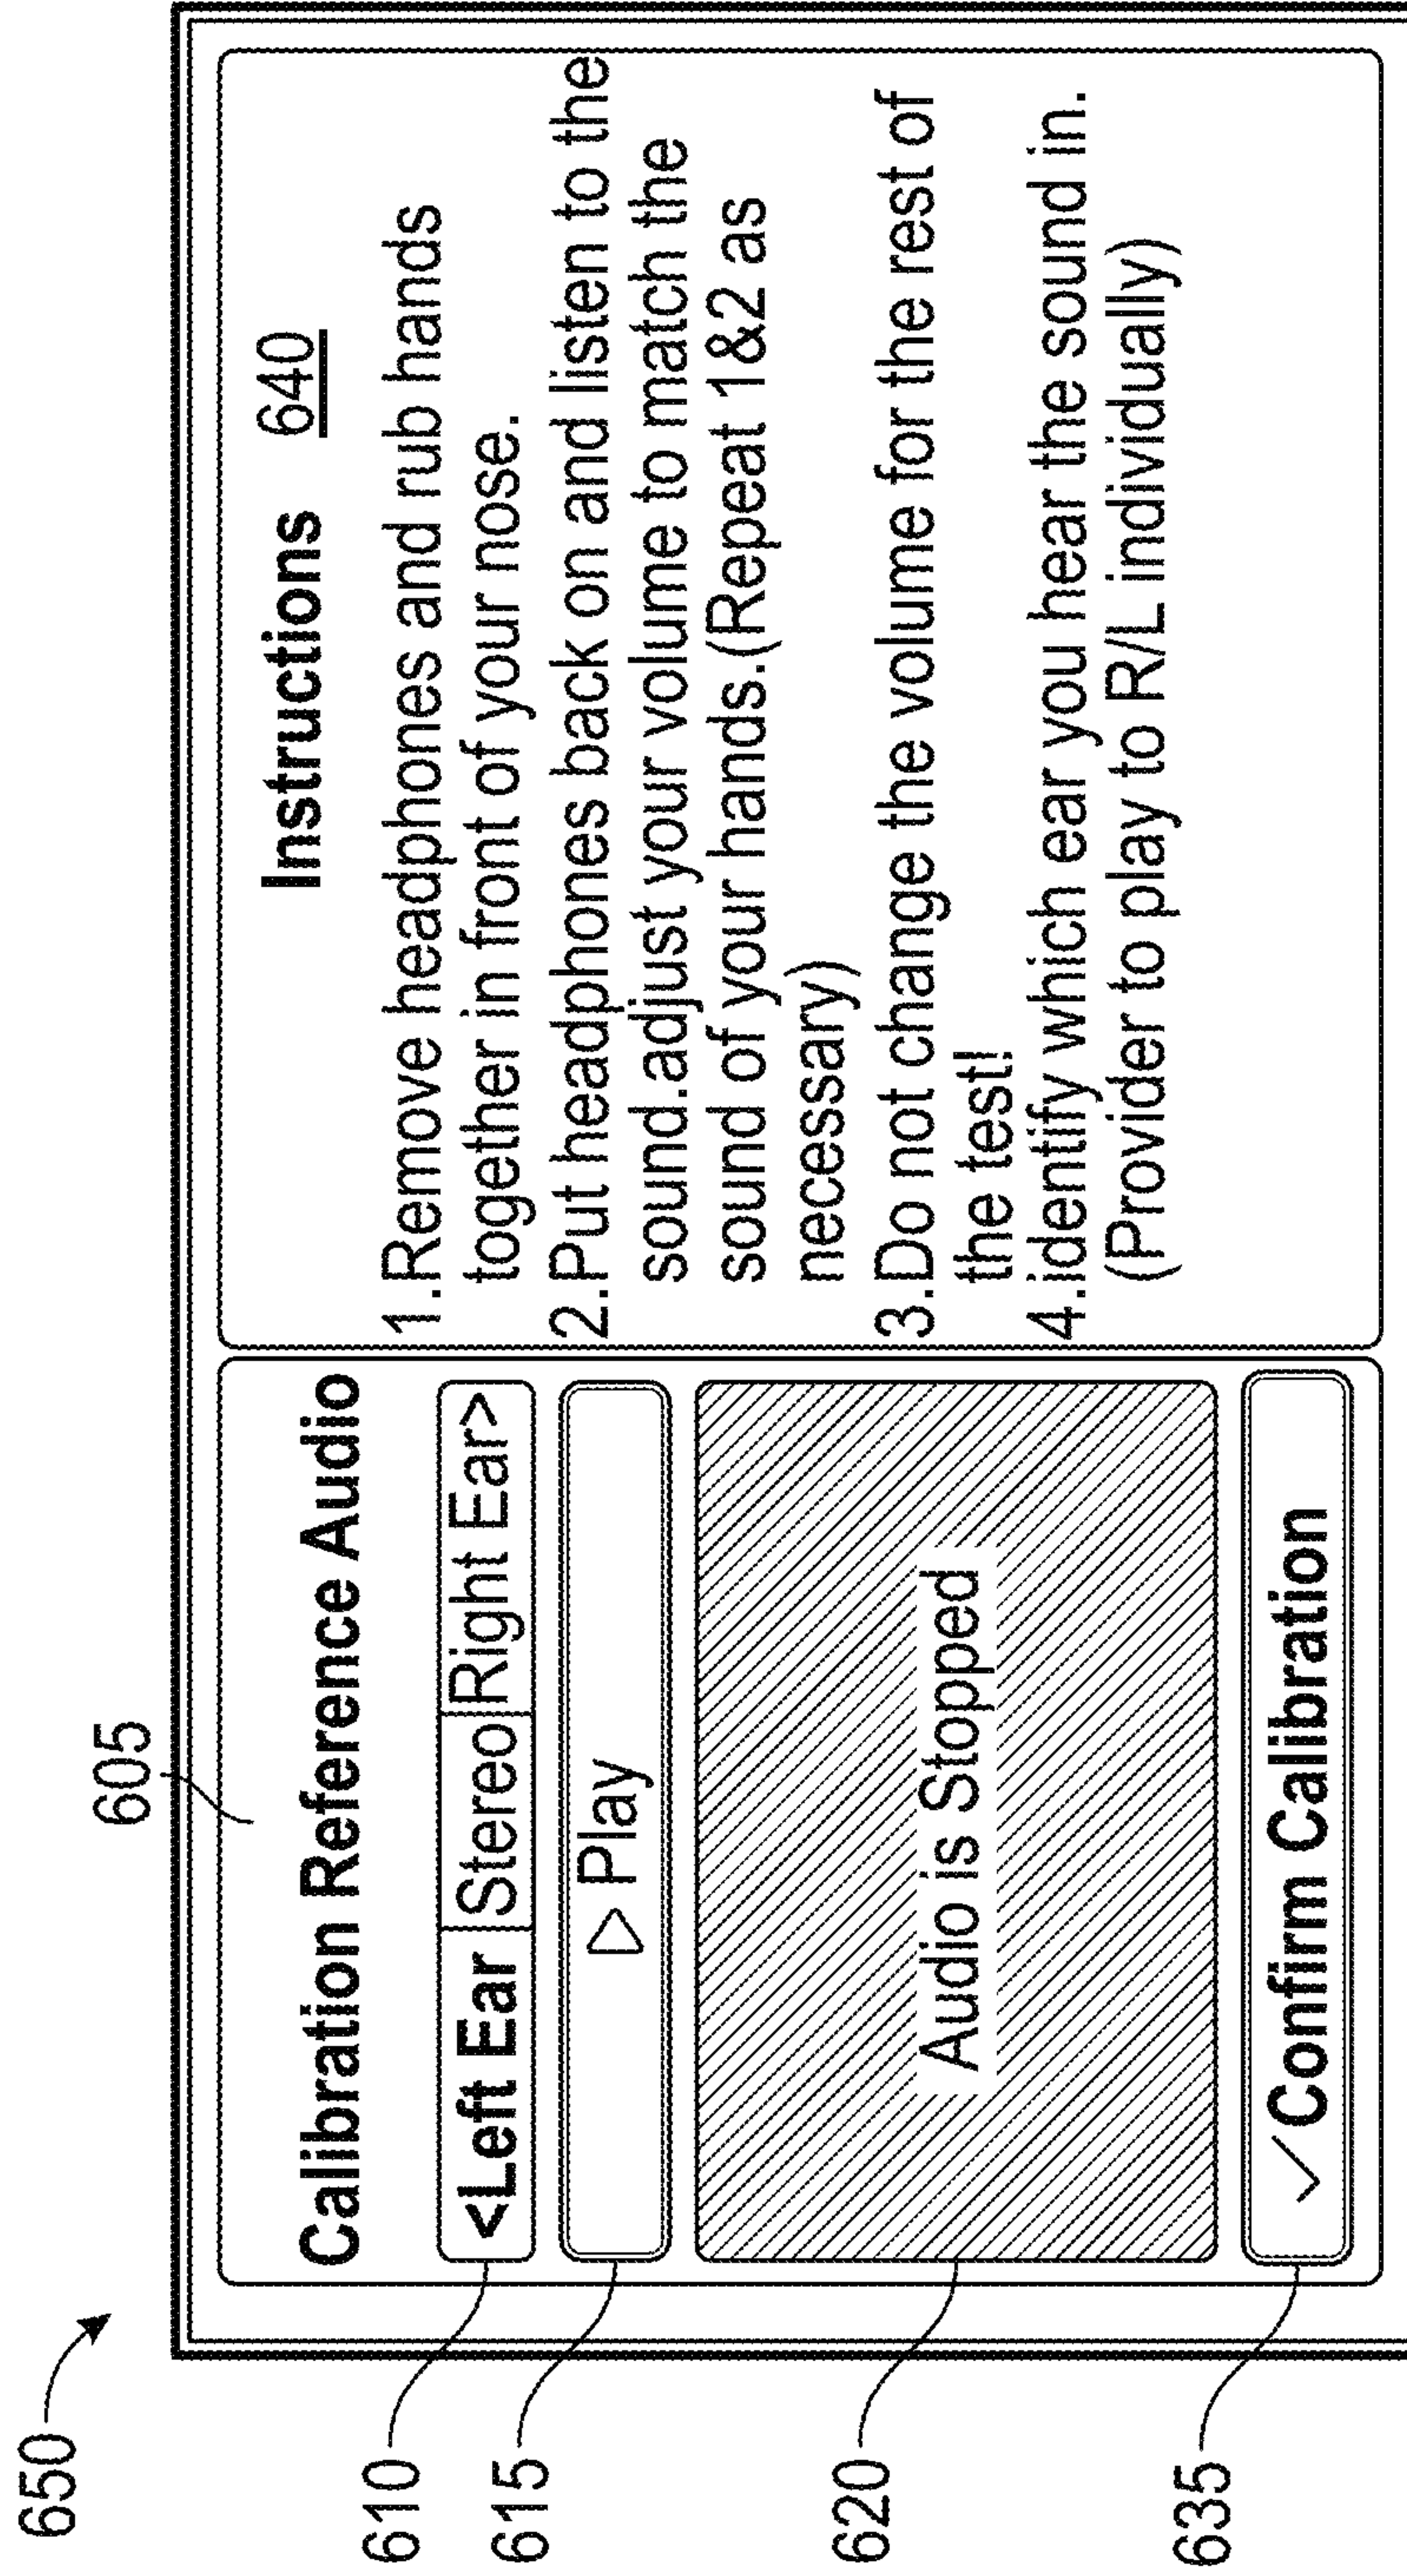 650
605
Calibration Reference Audio
610
<Left Ear Stereo Right Ear>
615
▷ Play
620
Audio is Stopped
635
✓ Confirm Calibration
Instructions 640
1.Remove headphones and rub hands
together in front of your nose.
2.Put headphones back on and listen to the
sound.adjust your volume to match the
sound of your hands.(Repeat 1&2 as
necessary)
3.Do not change the volume for the rest of
the test!
4.identify which ear you hear the sound in.
(Provider to play to R/L individually)